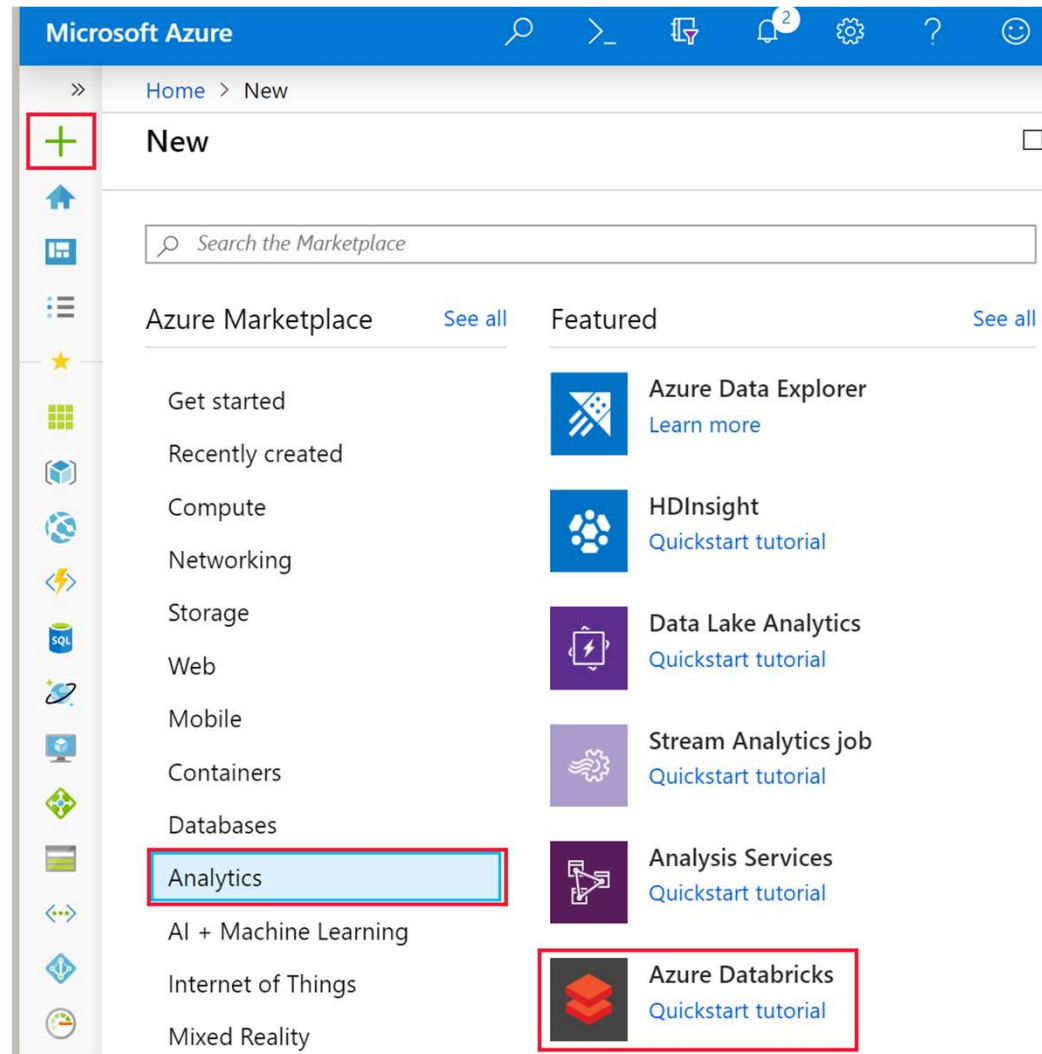 Microsoft Azure
2
Home > New
New
Search the Marketplace
Azure Marketplace See all
Get started
Recently created
Compute
Networking
Storage
Web
Mobile
Containers
Databases
Analytics
AI + Machine Learning
Internet of Things
Mixed Reality
Featured See all
Azure Data Explorer
Learn more
HDInsight
Quickstart tutorial
Data Lake Analytics
Quickstart tutorial
Stream Analytics job
Quickstart tutorial
Analysis Services
Quickstart tutorial
Azure Databricks
Quickstart tutorial
SQL